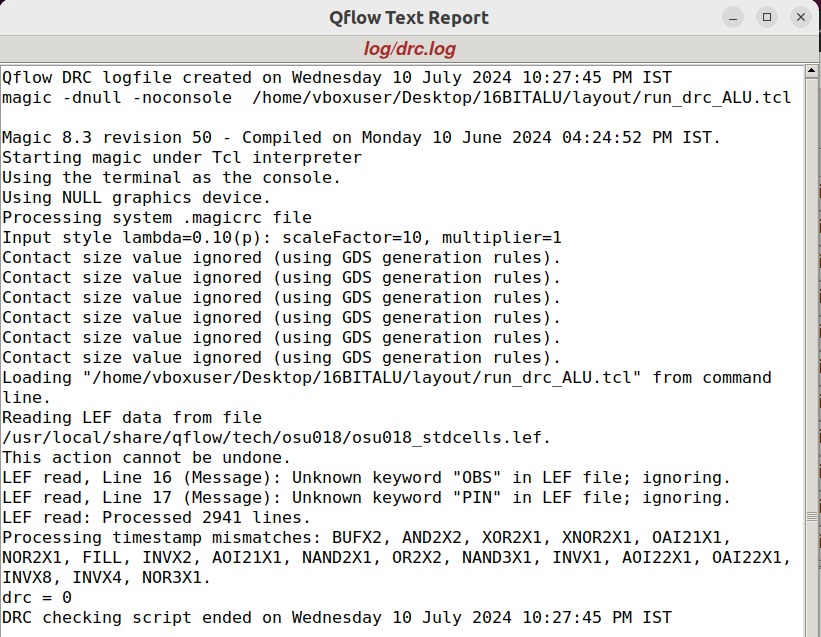 Qflow Text Report
log/drc.log
Qflow DRC logfile created on Wednesday 10 July 2024 10:27:45 PM IST
magic -dnull -noconsole  /home/vboxuser/Desktop/16BITALU/layout/run_drc_ALU.tcl
Magic 8.3 revision 50 - Compiled on Monday 10 June 2024 04:24:52 PM IST.
Starting magic under Tcl interpreter
Using the terminal as the console.
Using NULL graphics device.
Processing system .magicrc file
Input style lambda=0.10(p): scaleFactor=10, multiplier=1
Contact size value ignored (using GDS generation rules).
Contact size value ignored (using GDS generation rules).
Contact size value ignored (using GDS generation rules).
Contact size value ignored (using GDS generation rules).
Contact size value ignored (using GDS generation rules).
Contact size value ignored (using GDS generation rules).
Loading "/home/vboxuser/Desktop/16BITALU/layout/run_drc_ALU.tcl" from command
line.
Reading LEF data from file
/usr/local/share/qflow/tech/osu018/osu018_stdcells.lef.
This action cannot be undone.
LEF read, Line 16 (Message): Unknown keyword "OBS" in LEF file; ignoring.
LEF read, Line 17 (Message): Unknown keyword "PIN" in LEF file; ignoring.
LEF read: Processed 2941 lines.
Processing timestamp mismatches: BUFX2, AND2X2, XOR2X1, XNOR2X1, OAI21X1,
NOR2X1, FILL, INVX2, AOI21X1, NAND2X1, OR2X2, NAND3X1, INVX1, AOI22X1, OAI22X1,
INVX8, INVX4, NOR3X1.
drc = 0
DRC checking script ended on Wednesday 10 July 2024 10:27:45 PM IST